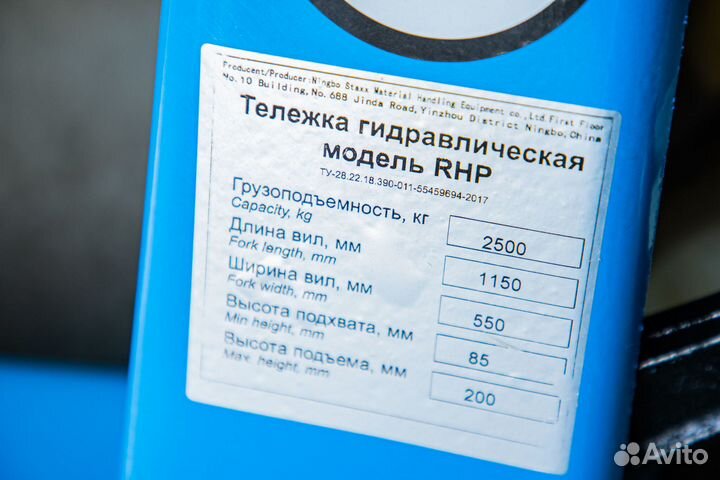 Producent/Producer:Ningbo Staxx Material Handling Equipment co.,Ltd.First Floor
No.10 Building,No.688 Jinda Road,Yinzhou District Ningbo,China
Тележка гидравлическая
модель RHP
ТУ-28.22.18.390-011-55459694-2017
Грузоподъемность, кг
Capacity, kg
2500
Длина вил, мм
Fork length, mm
1150
Ширина вил, мм
Fork width, mm
550
Высота подхвата, мм
Min height, mm
85
Высота подъема, мм
Max. height, mm
200
Avito